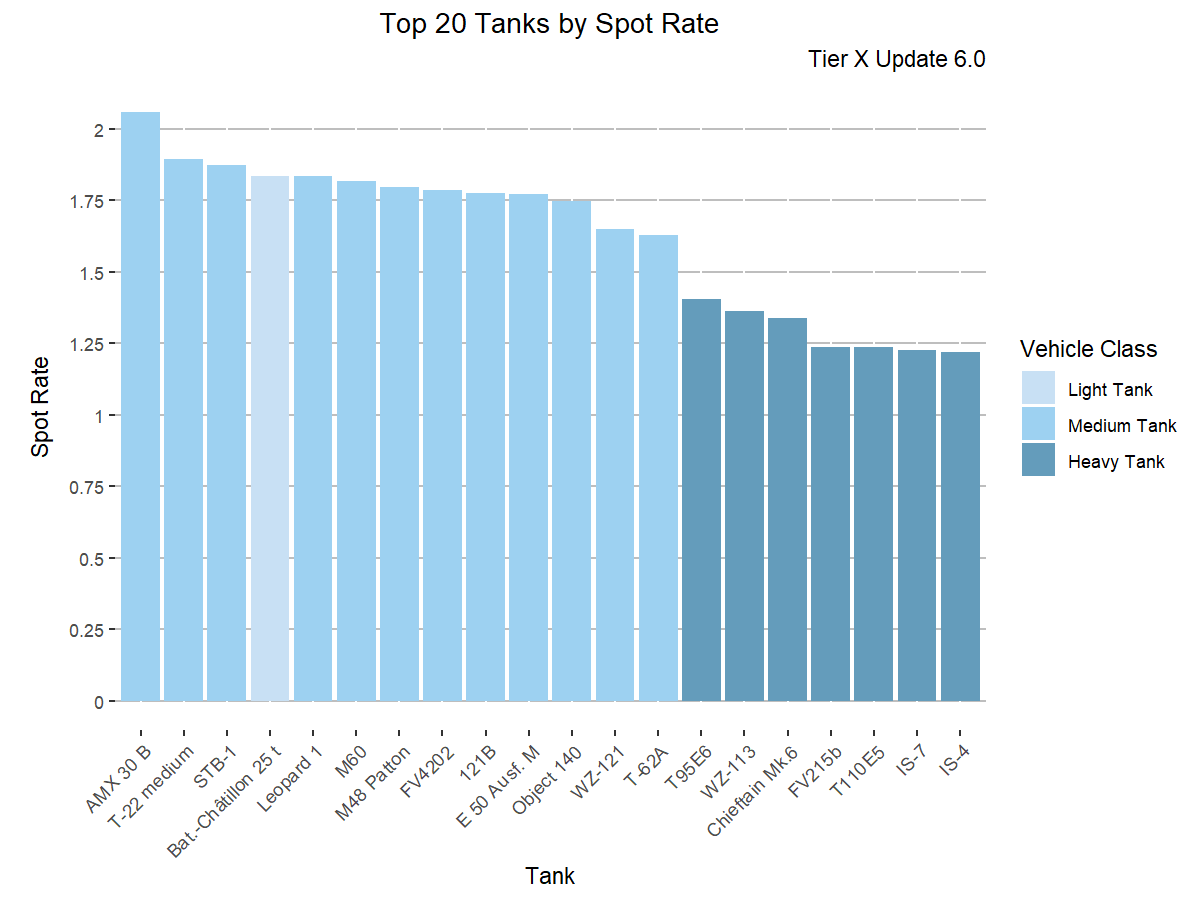 Top 20 Tanks by Spot Rate
Tier X Update 6.0
Spot Rate
2
1.75
1.5
1.25
1
0.75
0.5
0.25
0
AMX 30 B
T-22 medium
STB-1
Bat.-Châtillon 25 t
Leopard 1
M60
M48 Patton
FV4202
121B
E 50 Ausf. M
Object 140
WZ-121
T-62A
T95E6
WZ-113
Chieftain Mk.6
FV215b
T110E5
IS-7
IS-4
Tank
Vehicle Class
Light Tank
Medium Tank
Heavy Tank